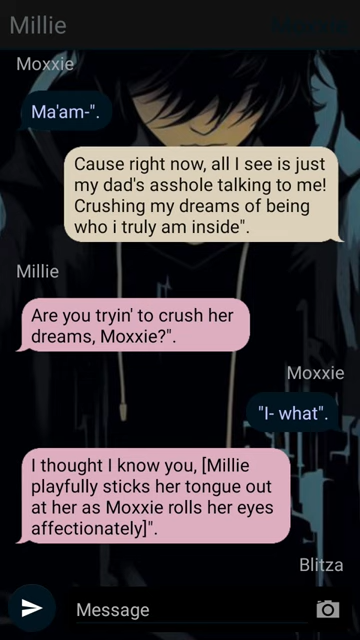 Millie
Moxxie
Ma'am-".
Cause right now, all I see is just
my dad's asshole talking to me!
Crushing my dreams of being
who i truly am inside".
Millie
Are you tryin' to crush her
dreams, Moxxie?".
Moxxie
"I- what".
I thought I know you, [Millie
playfully sticks her tongue out
at her as Moxxie rolls her eyes
affectionately]".
Blitza
Message